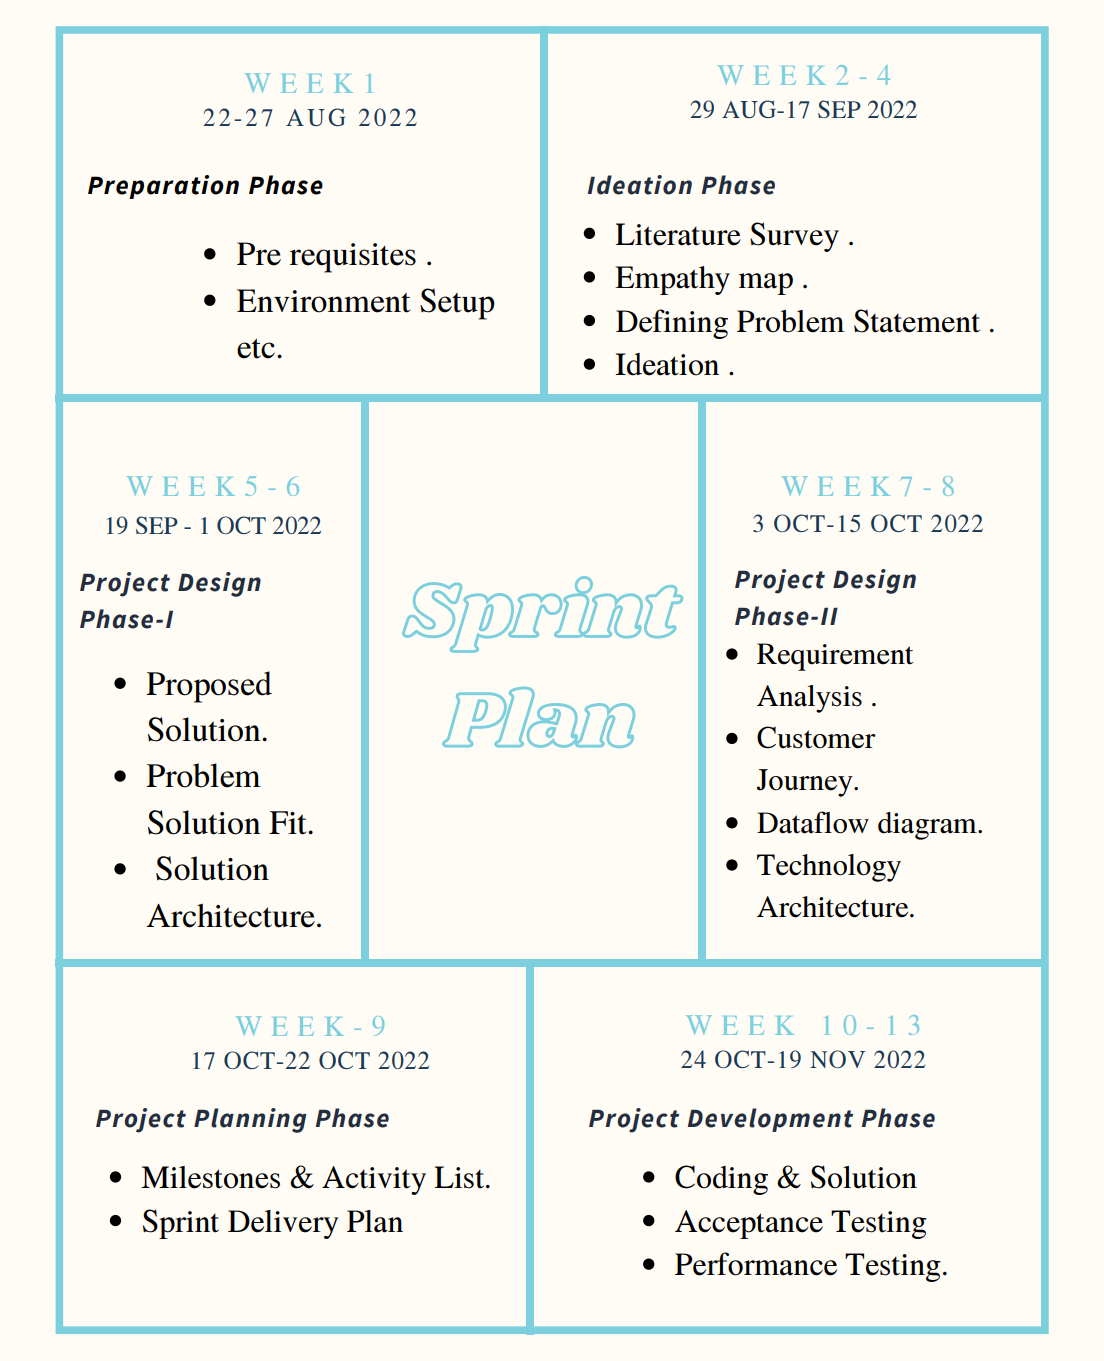 WEEK1
22-27 AUG 2022
Preparation Phase
• Pre requisites .
• Environment Setup
etc.
WEEK2-4
29 AUG-17 SEP 2022
Ideation Phase
• Literature Survey .
• Empathy map .
• Defining Problem Statement .
• Ideation .
WEEK5-6
19 SEP - 1 OCT 2022
Project Design
Phase-I
• Proposed
Solution.
• Problem
Solution Fit.
• Solution
Architecture.
Sprint
Plan
WEEK7-8
3 OCT-15 OCT 2022
Project Design
Phase-II
• Requirement
Analysis .
• Customer
Journey.
• Dataflow diagram.
• Technology
Architecture.
WEEK-9
17 OCT-22 OCT 2022
Project Planning Phase
• Milestones & Activity List.
• Sprint Delivery Plan
WEEK 10-13
24 OCT-19 NOV 2022
Project Development Phase
• Coding & Solution
• Acceptance Testing
• Performance Testing.